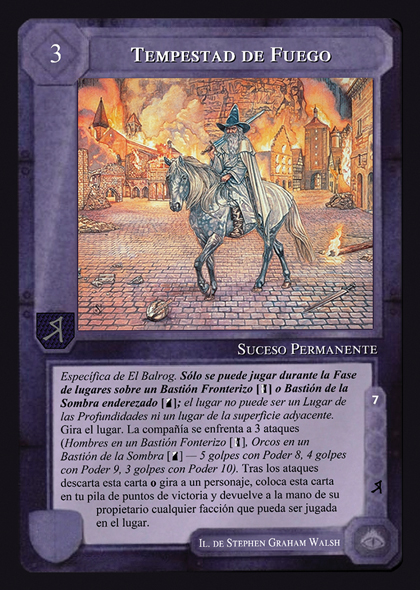 3
Tempestad de Fuego
Suceso Permanente
Específica de El Balrog. Sólo se puede jugar durante la Fase
de lugares sobre un Bastión Fronterizo [] o Bastión de la
Sombra enderezado []; el lugar no puede ser un Lugar de
las Profundidades ni un lugar de la superficie adyacente.
Gira el lugar. La compañía se enfrenta a 3 ataques
(Hombres en un Bastión Fonterizo [], Orcos en un
Bastión de la Sombra [] — 5 golpes con Poder 8, 4 golpes
con Poder 9, 3 golpes con Poder 10). Tras los ataques
descarta esta carta o gira a un personaje, coloca esta carta
en tu pila de puntos de victoria y devuelve a la mano de su
propietario cualquier facción que pueda ser jugada
en el lugar.
7
Il. de Stephen Graham Walsh